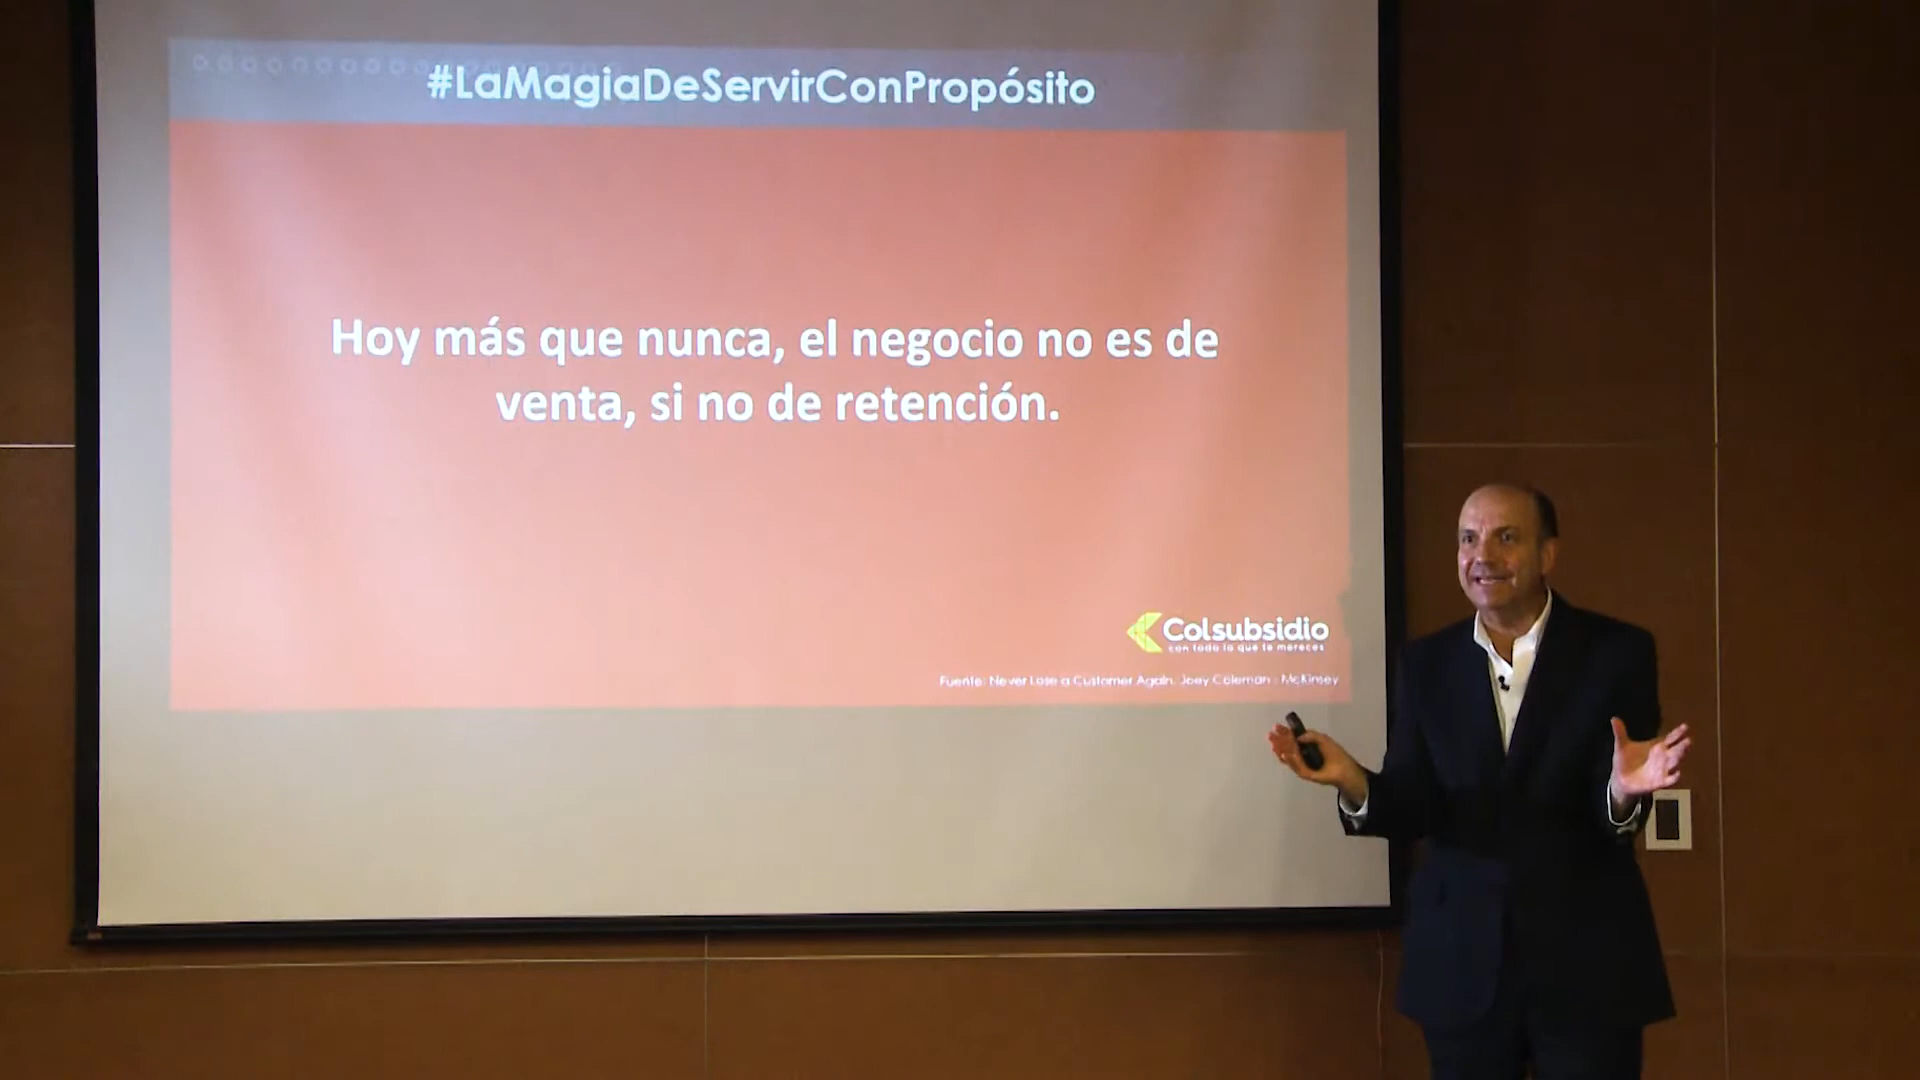 #LaMagiaDeServirConPropósito
Hoy más que nunca, el negocio no es de
venta, si no de retención.
Colsubsidio
con todo lo que te mereces
Fuente: Never Lose a Customer Again. Joey Coleman - McKinsey